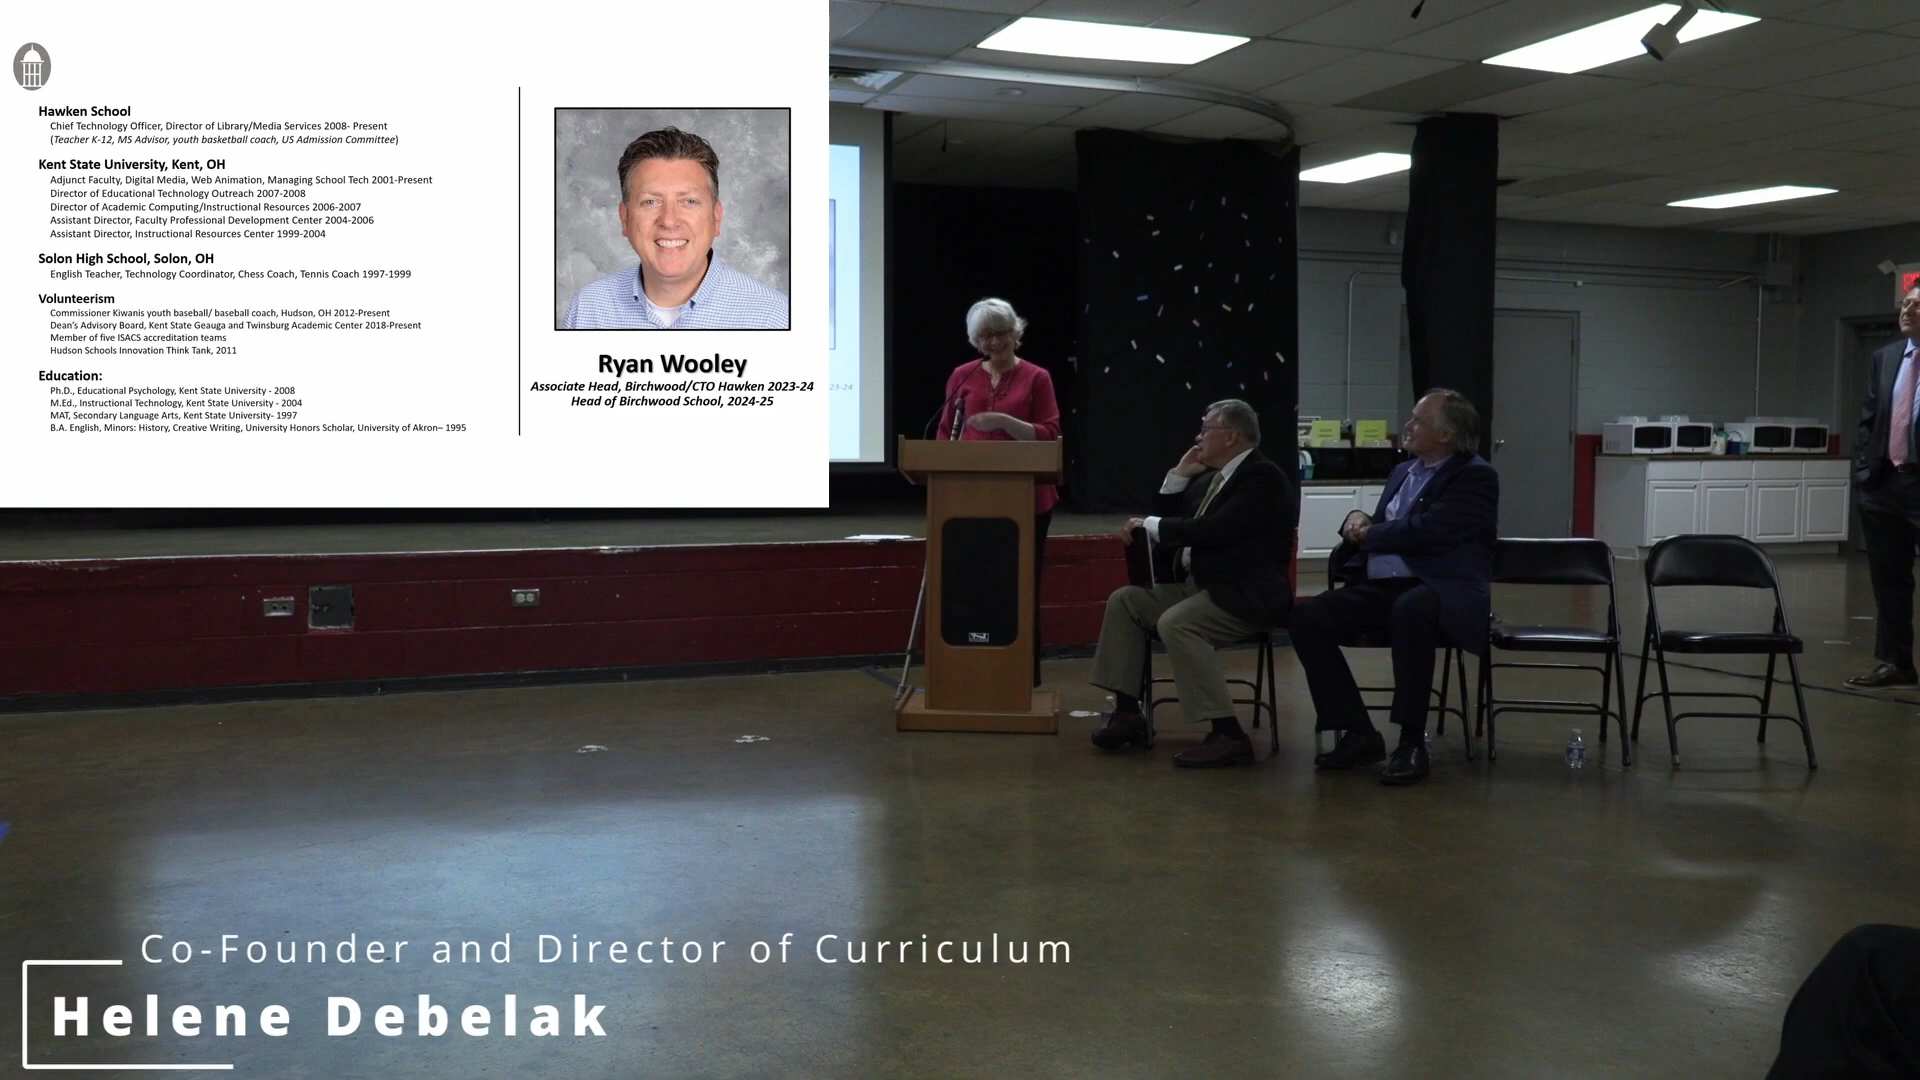 Hawken School
Chief Technology Officer, Director of Library/Media Services 2008- Present
(Teacher K-12, MS Advisor, youth basketball coach, US Admission Committee)
Kent State University, Kent, OH
Adjunct Faculty, Digital Media, Web Animation, Managing School Tech 2001-Present
Director of Educational Technology Outreach 2007-2008
Director of Academic Computing/Instructional Resources 2006-2007
Assistant Director, Faculty Professional Development Center 2004-2006
Assistant Director, Instructional Resources Center 1999-2004
Solon High School, Solon, OH
English Teacher, Technology Coordinator, Chess Coach, Tennis Coach 1997-1999
Volunteerism
Commissioner Kiwanis youth baseball/ baseball coach, Hudson, OH 2012-Present
Dean's Advisory Board, Kent State Geauga and Twinsburg Academic Center 2018-Present
Member of five ISACS accreditation teams
Hudson Schools Innovation Think Tank, 2011
Education:
Ph.D., Educational Psychology, Kent State University - 2008
M.Ed., Instructional Technology, Kent State University - 2004
MAT, Secondary Language Arts, Kent State University- 1997
B.A. English, Minors: History, Creative Writing, University Honors Scholar, University of Akron– 1995
Ryan Wooley
Associate Head, Birchwood/CTO Hawken 2023-24
Head of Birchwood School, 2024-25
23-24
Co-Founder and Director of Curriculum
Helene Debelak